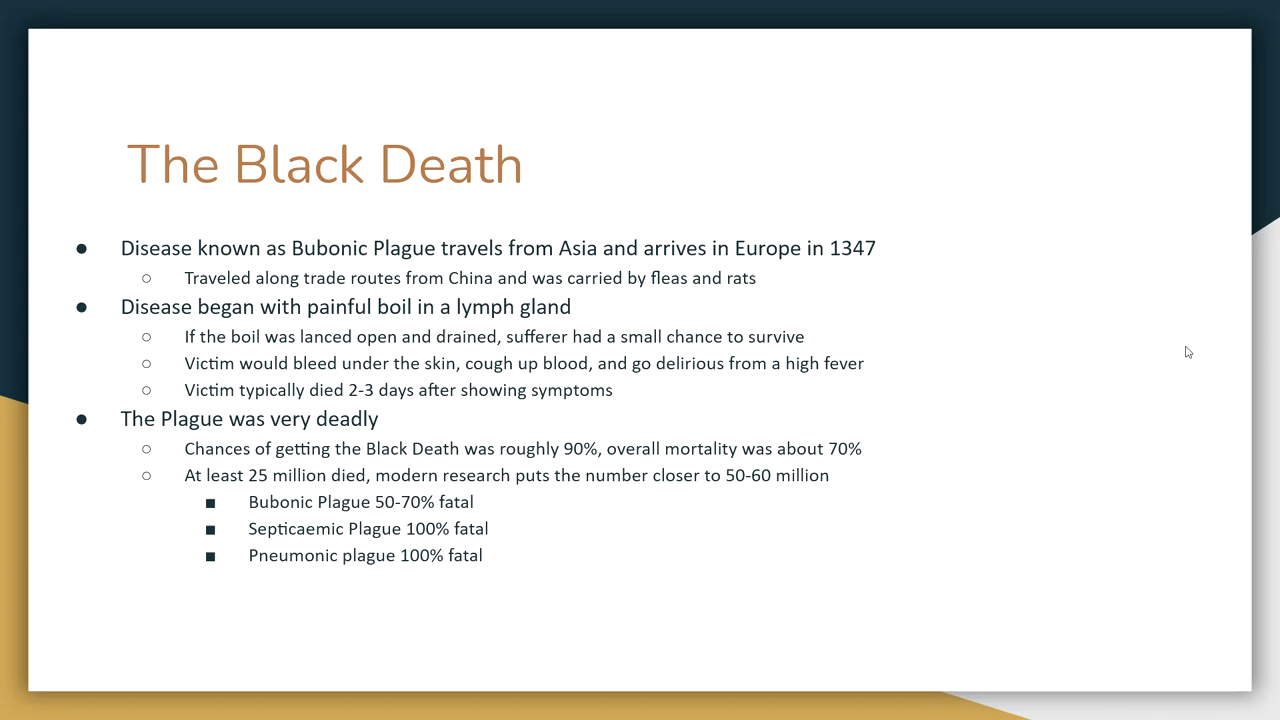 The Black Death
● Disease known as Bubonic Plague travels from Asia and arrives in Europe in 1347
○ Traveled along trade routes from China and was carried by fleas and rats
● Disease began with painful boil in a lymph gland
○ If the boil was lanced open and drained, sufferer had a small chance to survive
○ Victim would bleed under the skin, cough up blood, and go delirious from a high fever
○ Victim typically died 2-3 days after showing symptoms
● The Plague was very deadly
○ Chances of getting the Black Death was roughly 90%, overall mortality was about 70%
○ At least 25 million died, modern research puts the number closer to 50-60 million
■ Bubonic Plague 50-70% fatal
■ Septicaemic Plague 100% fatal
■ Pneumonic plague 100% fatal